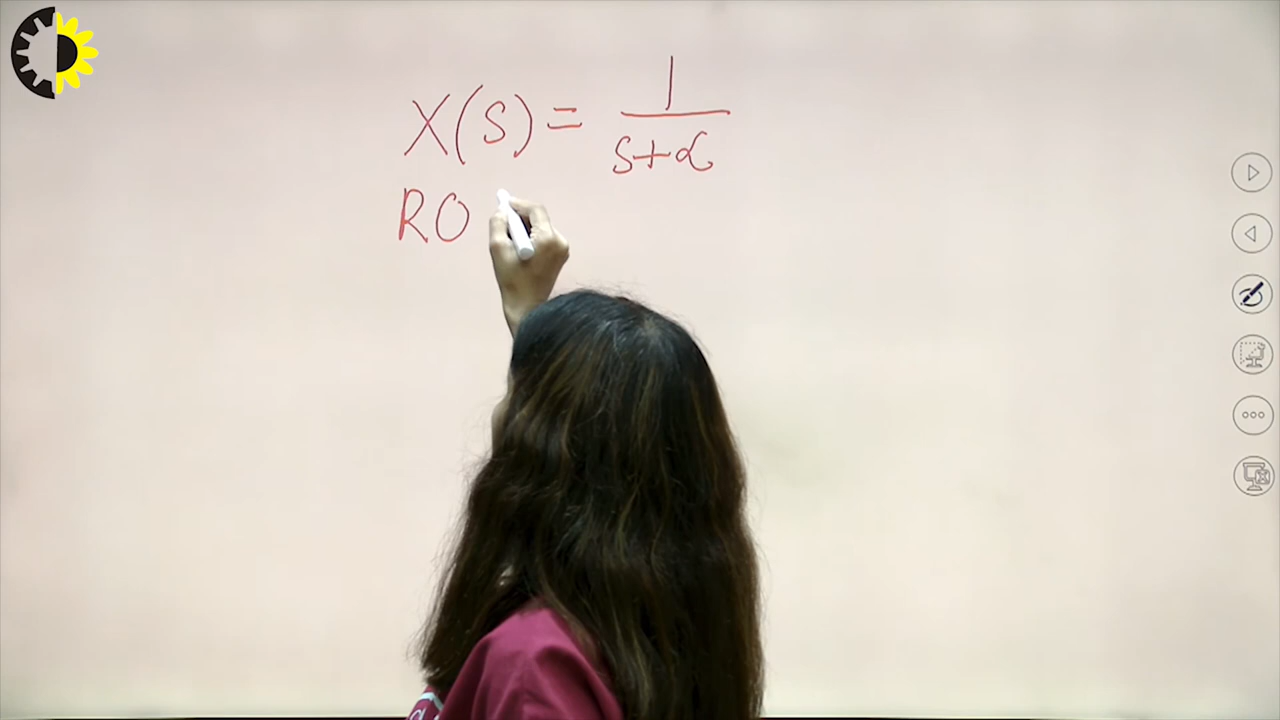 X(S) = 1/(s+α)
RO